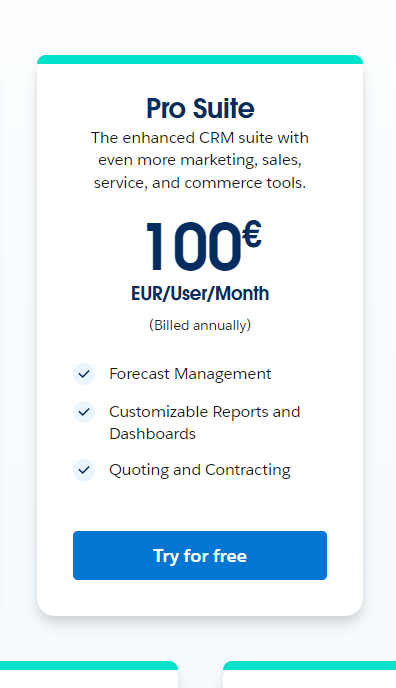 Pro Suite
The enhanced CRM suite with
even more marketing, sales,
service, and commerce tools.
100€
EUR/User/Month
(Billed annually)
Forecast Management
Customizable Reports and
Dashboards
Quoting and Contracting
Try for free